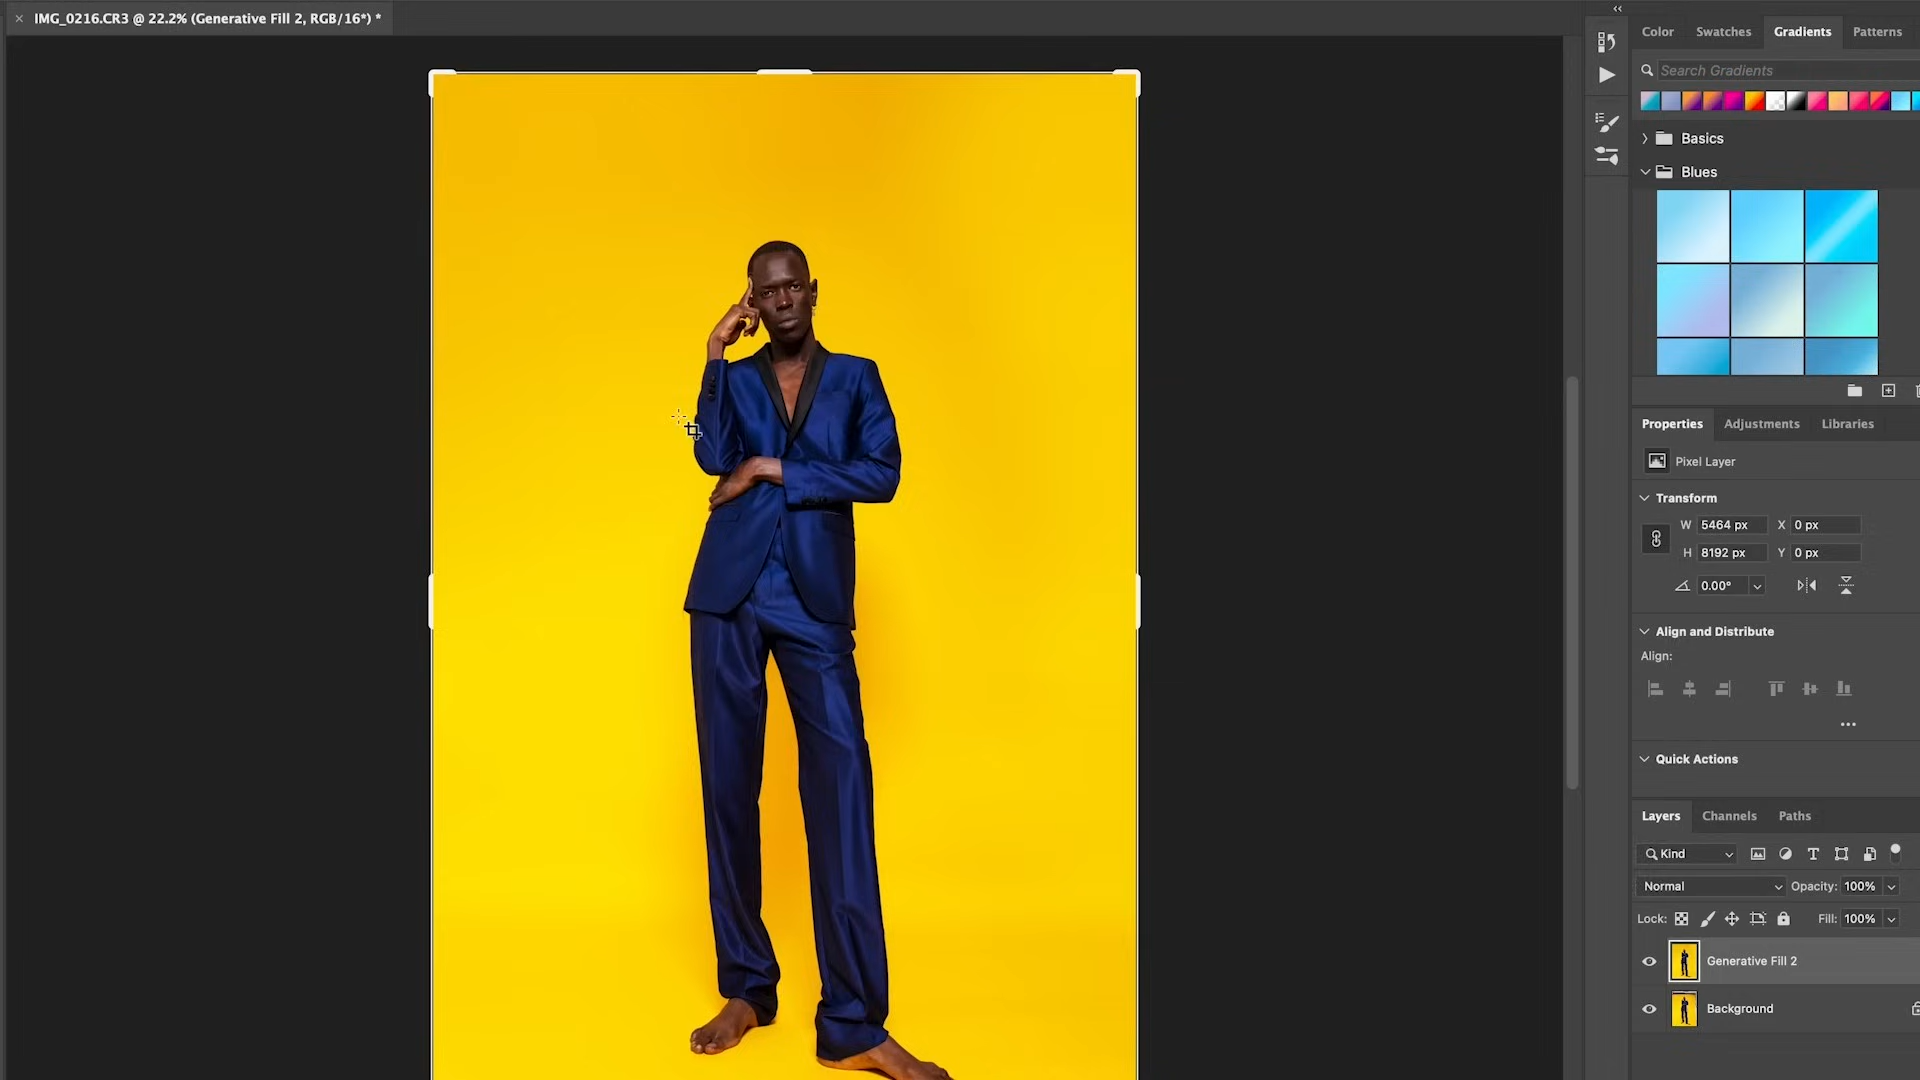 IMG_0216.CR3 @ 22.2% (Generative Fill 2, RGB/16*) *
Color Swatches Gradients Patterns
Search Gradients
Basics
Blues
Properties Adjustments Libraries
Pixel Layer
Transform
W 5464 px X 0 px
H 8192 px Y 0 px
0.00°
Align and Distribute
Align:
Quick Actions
Layers Channels Paths
Kind
Normal Opacity: 100%
Lock: Fill: 100%
Generative Fill 2
Background